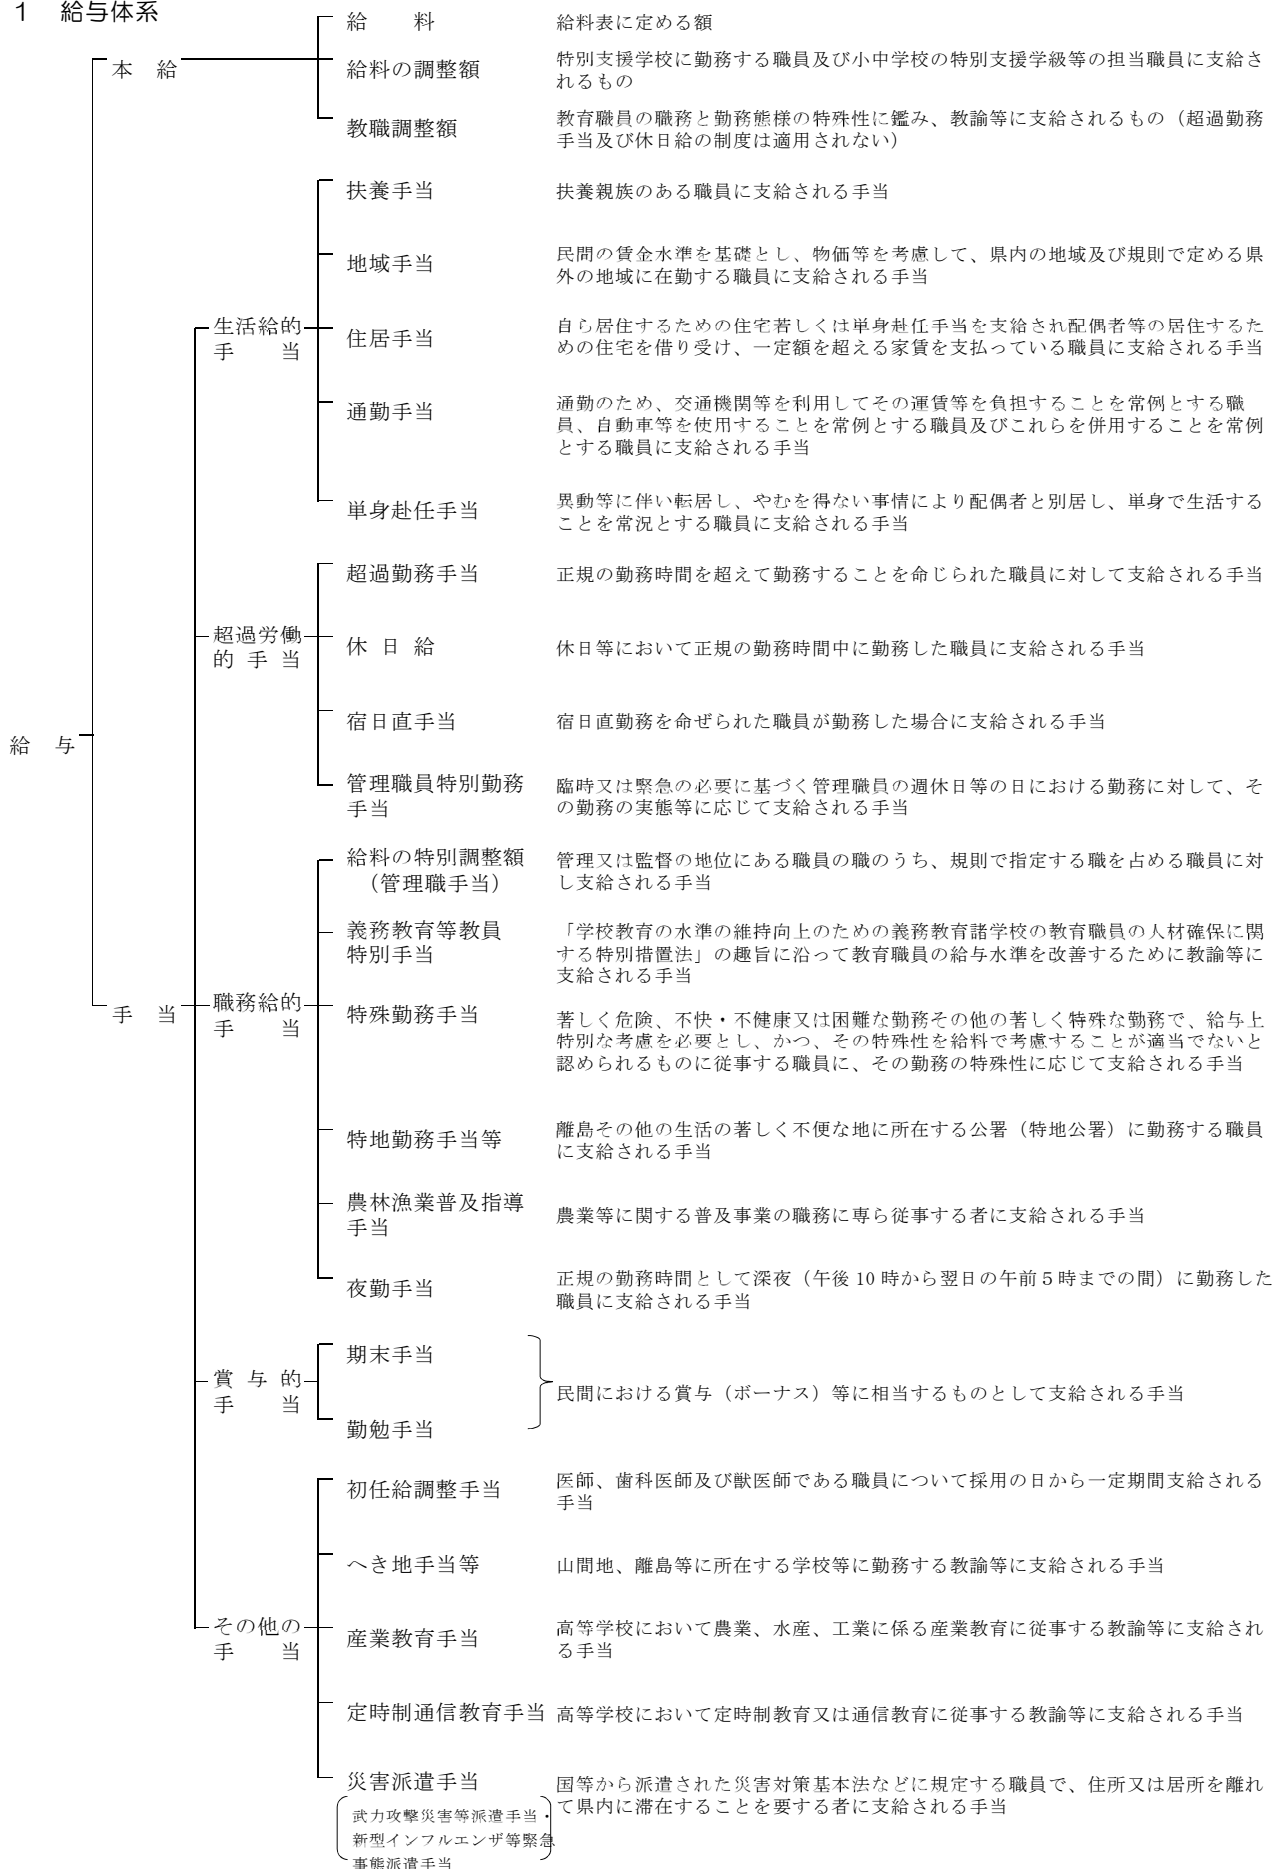 1　給与体系
給　料　給料表に定める額
本　給
給料の調整額　特別支援学校に勤務する職員及び小中学校の特別支援学級等の担当職員に支給さ
れるもの
教職調整額　教育職員の職務と勤務態様の特殊性に鑑み、教諭等に支給されるもの（超過勤務
手当及び休日給の制度は適用されない）
扶養手当　扶養親族のある職員に支給される手当
地域手当　民間の賃金水準を基礎とし、物価等を考慮して、県内の地域及び規則で定める県
外の地域に在勤する職員に支給される手当
生活給的
手　当
住居手当　自ら居住するための住宅若しくは単身赴任手当を支給され配偶者等の居住するた
めの住宅を借り受け、一定額を超える家賃を支払っている職員に支給される手当
通勤手当　通勤のため、交通機関等を利用してその運賃等を負担することを常例とする職
員、自動車等を使用することを常例とする職員及びこれらを併用することを常例
とする職員に支給される手当
単身赴任手当　異動等に伴い転居し、やむを得ない事情により配偶者と別居し、単身で生活する
ことを常況とする職員に支給される手当
超過勤務手当　正規の勤務時間を超えて勤務することを命じられた職員に対して支給される手当
超過労働
的 手 当
休 日 給　休日等において正規の勤務時間中に勤務した職員に支給される手当
宿日直手当　宿日直勤務を命ぜられた職員が勤務した場合に支給される手当
給　与
管理職員特別勤務
手当
臨時又は緊急の必要に基づく管理職員の週休日等の日における勤務に対して、そ
の勤務の実態等に応じて支給される手当
給料の特別調整額
（管理職手当）
管理又は監督の地位にある職員の職のうち、規則で指定する職を占める職員に対
し支給される手当
義務教育等教員
特別手当
「学校教育の水準の維持向上のための義務教育諸学校の教育職員の人材確保に関
する特別措置法」の趣旨に沿って教育職員の給与水準を改善するために教諭等に
支給される手当
手　当
職務給的
手　当
特殊勤務手当　著しく危険、不快・不健康又は困難な勤務その他の著しく特殊な勤務で、給与上
特別な考慮を必要とし、かつ、その特殊性を給料で考慮することが適当でないと
認められるものに従事する職員に、その勤務の特殊性に応じて支給される手当
特地勤務手当等　離島その他の生活の著しく不便な地に所在する公署（特地公署）に勤務する職員
に支給される手当
農林漁業普及指導
手当
農業等に関する普及事業の職務に専ら従事する者に支給される手当
夜勤手当　正規の勤務時間として深夜（午後 10 時から翌日の午前５時までの間）に勤務した
職員に支給される手当
期末手当
賞 与 的
手　当
民間における賞与（ボーナス）等に相当するものとして支給される手当
勤勉手当
初任給調整手当　医師、歯科医師及び獣医師である職員について採用の日から一定期間支給される
手当
へき地手当等　山間地、離島等に所在する学校等に勤務する教諭等に支給される手当
その他の
手　当
産業教育手当　高等学校において農業、水産、工業に係る産業教育に従事する教諭等に支給され
る手当
定時制通信教育手当　高等学校において定時制教育又は通信教育に従事する教諭等に支給される手当
災害派遣手当　国等から派遣された災害対策基本法などに規定する職員で、住所又は居所を離れ
て県内に滞在することを要する者に支給される手当
武力攻撃災害等派遣手当・
新型インフルエンザ等緊急
事態派遣手当